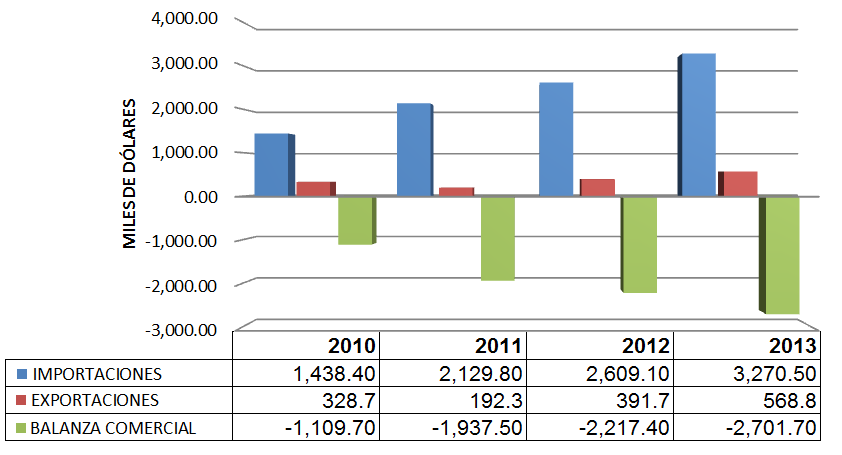 4,000.00
3,000.00
2,000.00
1,000.00
0.00
-1,000.00
-2,000.00
-3,000.00
MILES DE DÓLARES
2010 2011 2012 2013
IMPORTACIONES 1,438.40 2,129.80 2,609.10 3,270.50
EXPORTACIONES 328.7 192.3 391.7 568.8
BALANZA COMERCIAL -1,109.70 -1,937.50 -2,217.40 -2,701.70